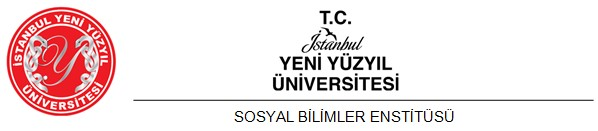 İSTANBUL YENİ YÜZYIL
ÜNİVERSİTESİ
T.C.
İstanbul
YENİ YÜZYIL
ÜNİVERSİTESİ
SOSYAL BİLİMLER ENSTİTÜSÜ